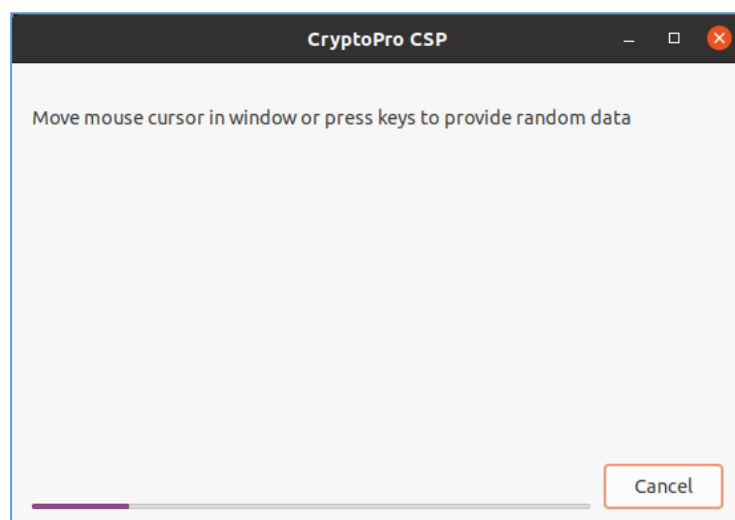 CryptoPro CSP
Move mouse cursor in window or press keys to provide random data
Cancel